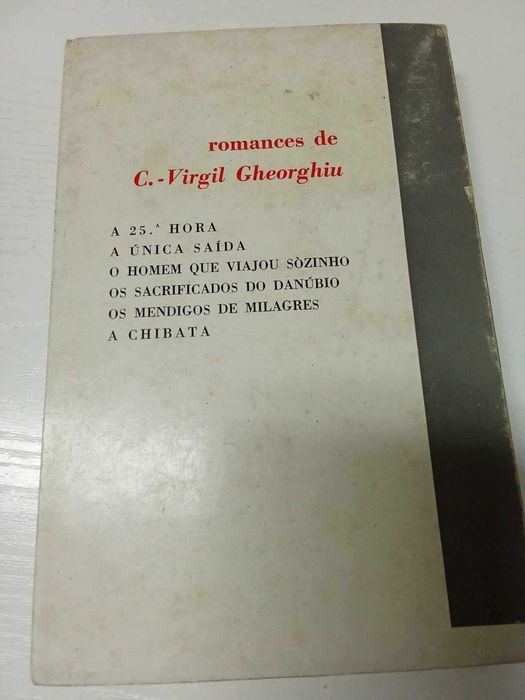 romances de
C.-Virgil Gheorghiu
A 25.ª HORA
A ÚNICA SAÍDA
O HOMEM QUE VIAJOU SÒZINHO
OS SACRIFICADOS DO DANÚBIO
OS MENDIGOS DE MILAGRES
A CHIBATA